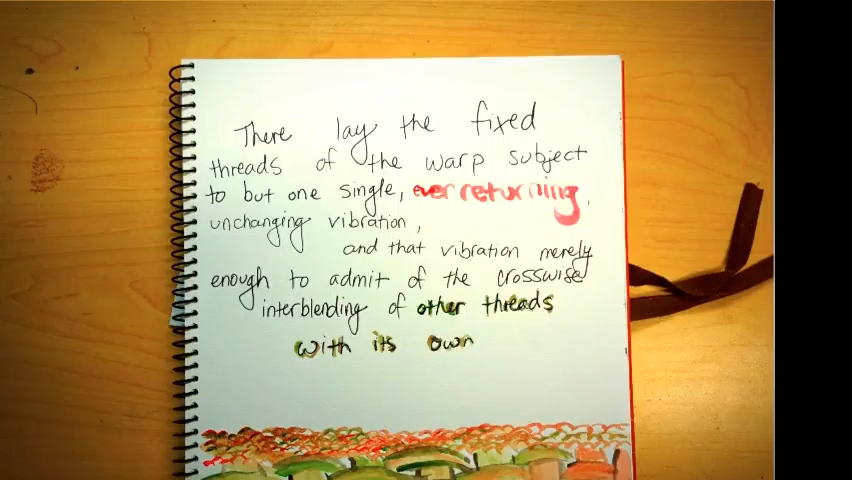 There lay the fixed
threads of the warp subject
to but one single, ever returning,
unchanging vibration,
and that vibration merely
enough to admit of the crosswise
interblending of other threads
with its own